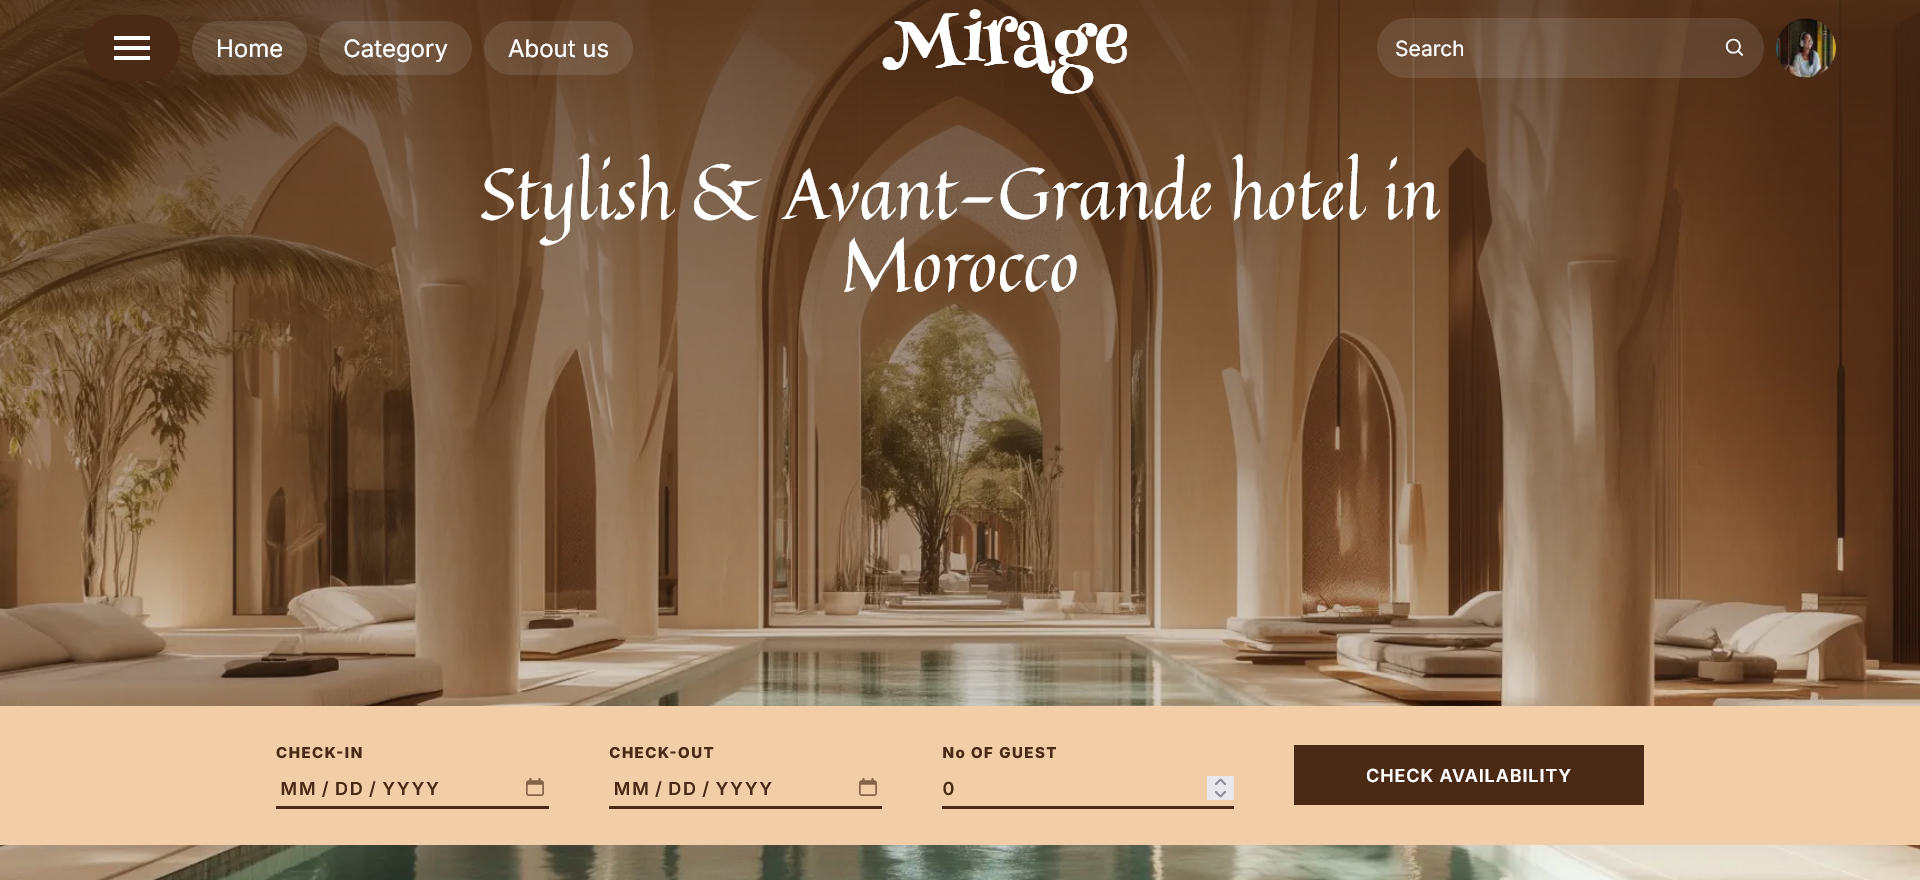 Home
Category
About us
Mirage
Search
Stylish & Avant-Grande hotel in
Morocco
CHECK-IN
MM / DD / YYYY
CHECK-OUT
MM / DD / YYYY
No OF GUEST
0
CHECK AVAILABILITY